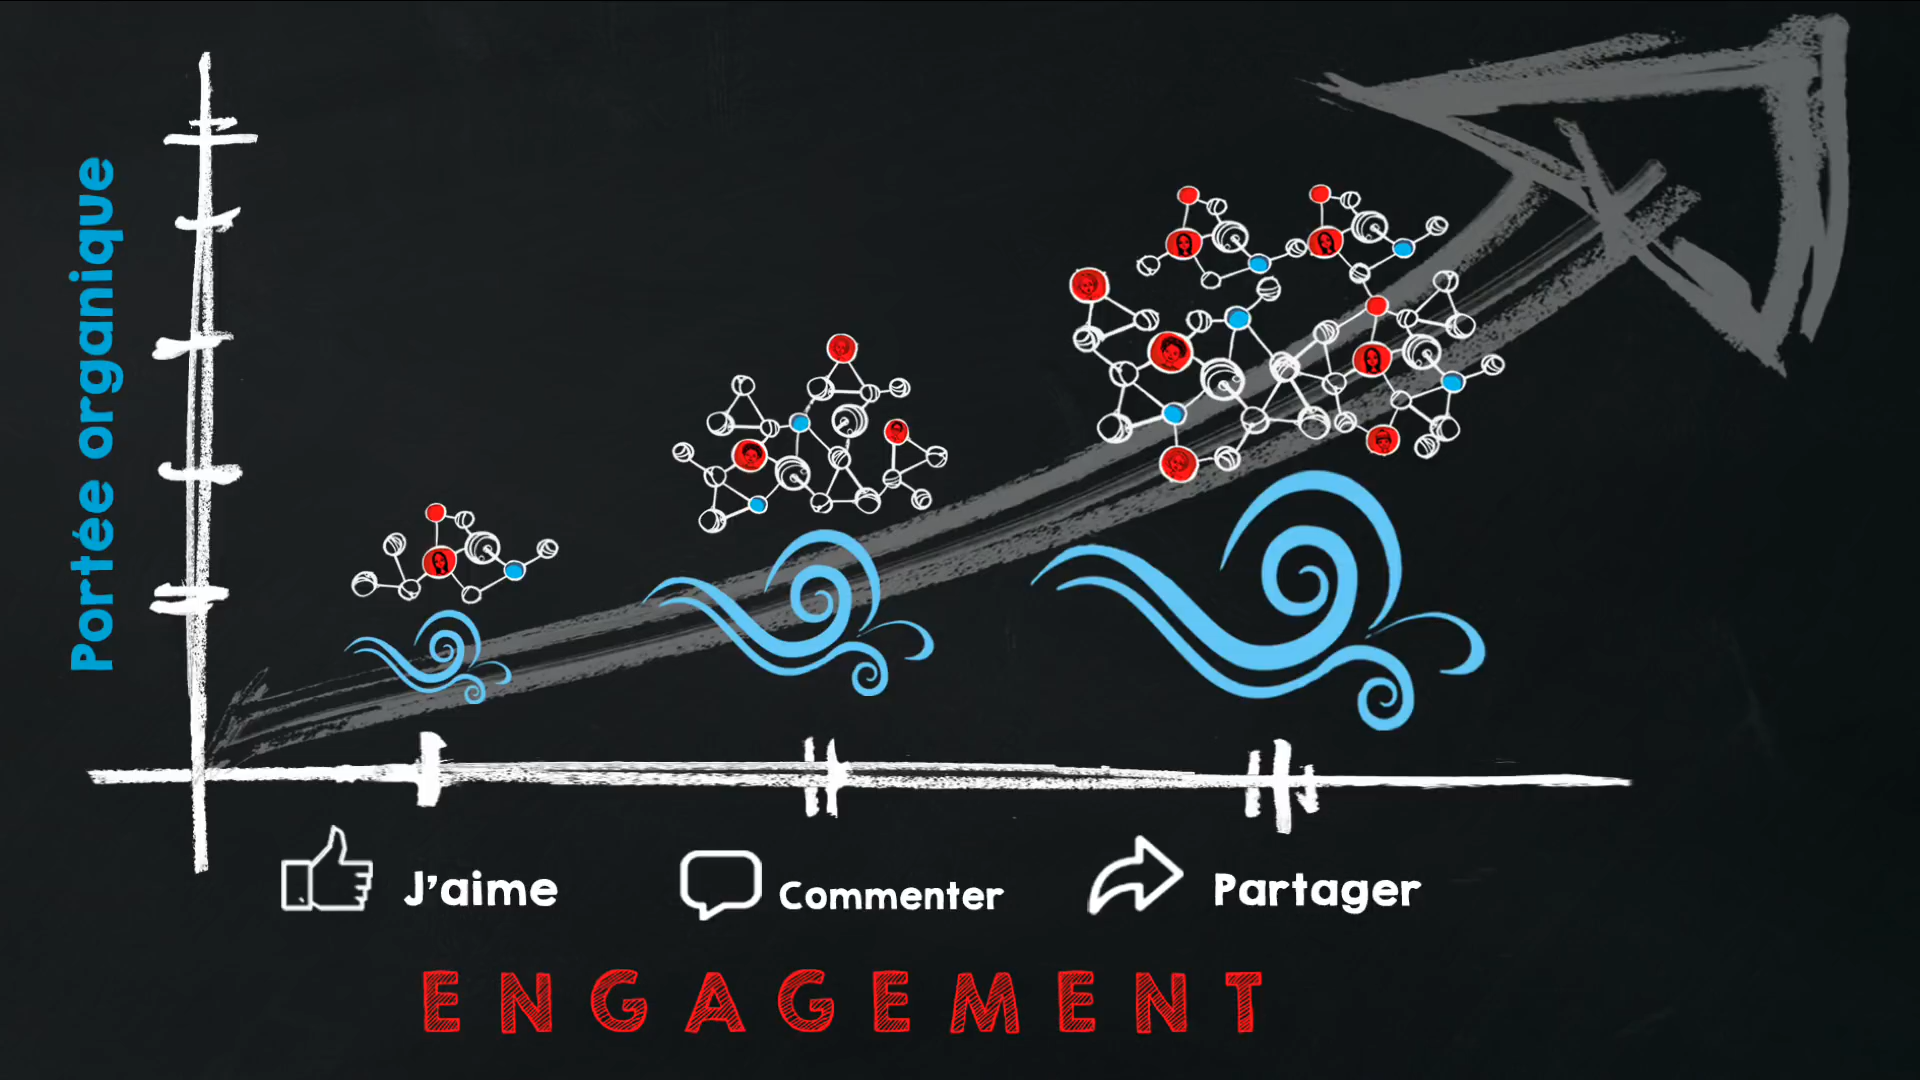 Portée organique
J'aime
Commenter
Partager
ENGAGEMENT